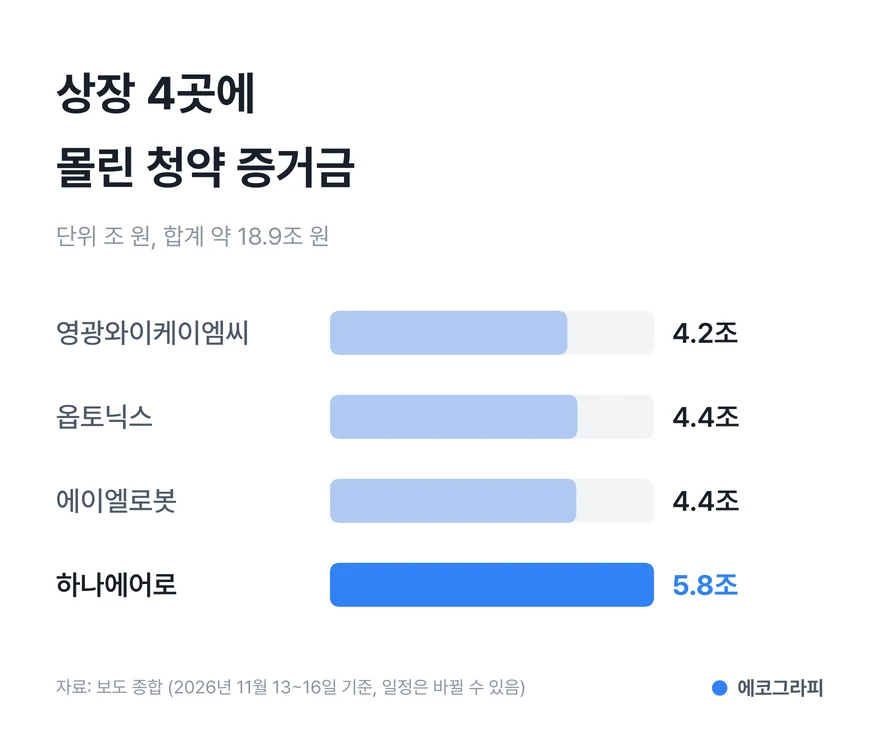 상장 4곳에
몰린 청약 증거금
단위 조 원, 합계 약 18.9조 원
영광와이케이엠씨 4.2조
옵토닉스 4.4조
에이엘로봇 4.4조
하나에어로 5.8조
자료: 보도 종합 (2026년 11월 13~16일 기준, 일정은 바뀔 수 있음)
에코그라피